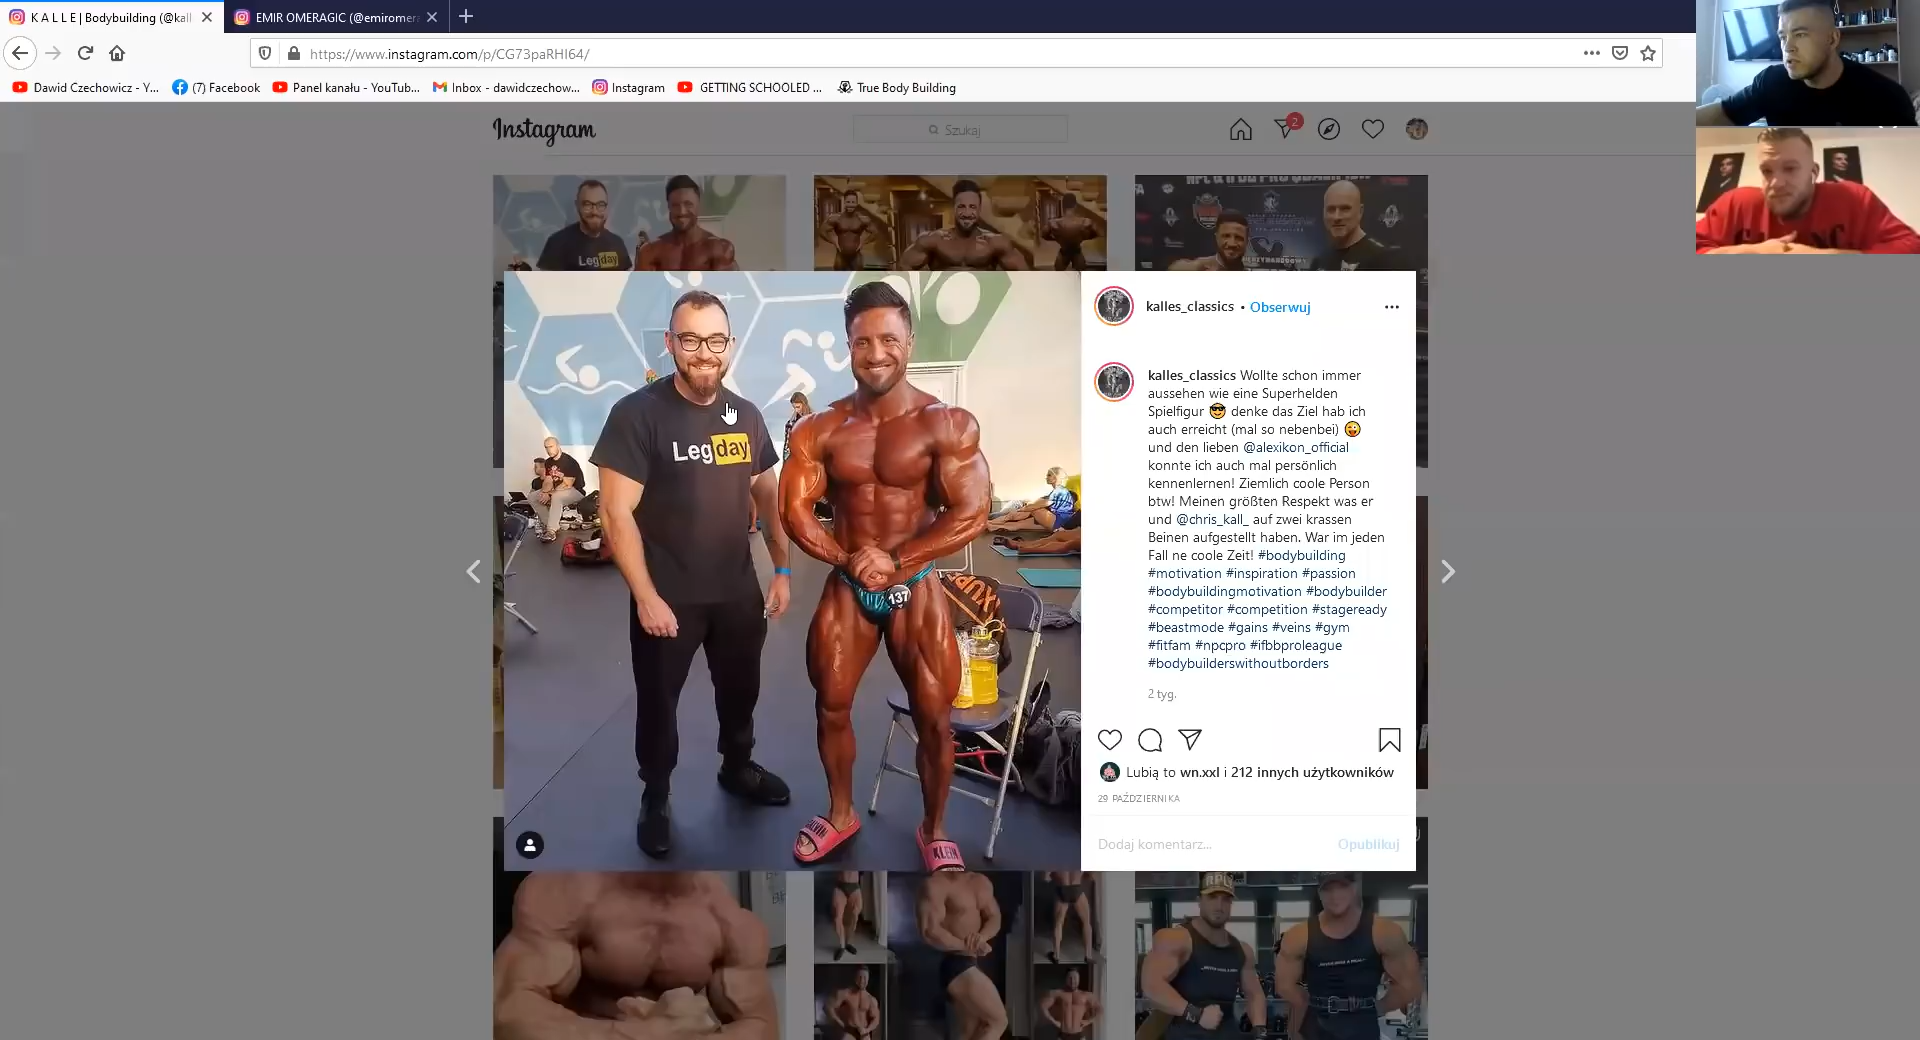 K A L L E | Bodybuilding (@kall
EMIR OMERAGIC (@emiromer
https://www.instagram.com/p/CG73paRHI64/
Dawid Czechowicz - Y...
(7) Facebook
Panel kanału - YouTub...
Inbox - dawidczechow...
Instagram
GETTING SCHOOLED ...
True Body Building
Instagram
Szukaj
2
Legday
Legday
137
CALVIN
KLEIN
kalles_classics • Obserwuj
kalles_classics Wollte schon immer
aussehen wie eine Superhelden
Spielfigur 😎 denke das Ziel hab ich
auch erreicht (mal so nebenbei) 😜
und den lieben @alexikon_official
konnte ich auch mal persönlich
kennenlernen! Ziemlich coole Person
btw! Meinen größten Respekt was er
und @chris_kall_ auf zwei krassen
Beinen aufgestellt haben. War im jeden
Fall ne coole Zeit! #bodybuilding
#motivation #inspiration #passion
#bodybuildingmotivation #bodybuilder
#competitor #competition #stageready
#beastmode #gains #veins #gym
#fitfam #npcpro #ifbbproleague
#bodybuilderswithoutborders
2 tyg.
Lubią to wn.xxl i 212 innych użytkowników
29 PAŹDZIERNIKA
Dodaj komentarz...
Opublikuj